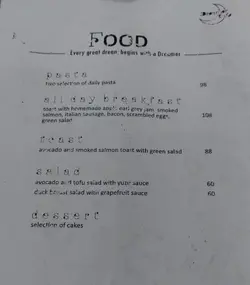 FOOD
Every great dream begins with a Dreamer
pasta
selection of daily pasta 98
all day breakfast
toast with homemade earl grey jam, smoked
salmon, italian sausage, bacon, scrambled eggs, 108
green salad
toast
avocado and smoked salmon toast with green salad 88
salad
avocado and tofu salad with yuzu sauce 60
duck breast salad with grapefruit sauce 60
dessert
selection of cakes